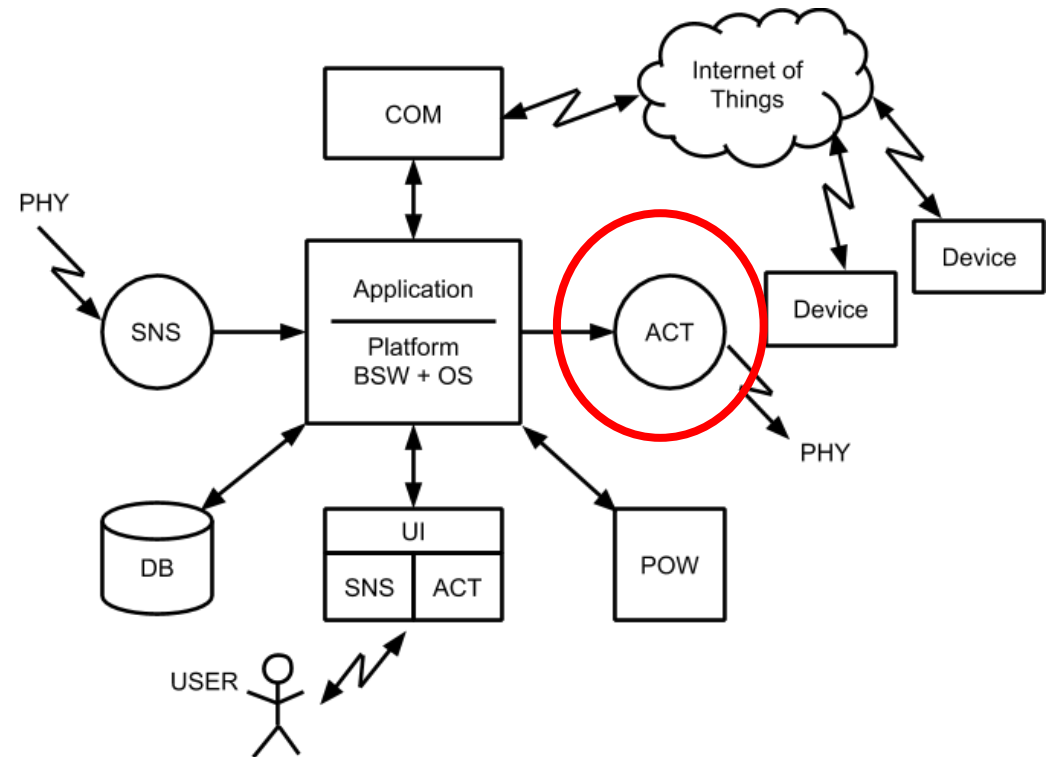 Internet of
Things
COM
PHY
Device
Application
Device
SNS
ACT
Platform
BSW + OS
PHY
UI
DB
SNS
ACT
POW
USER